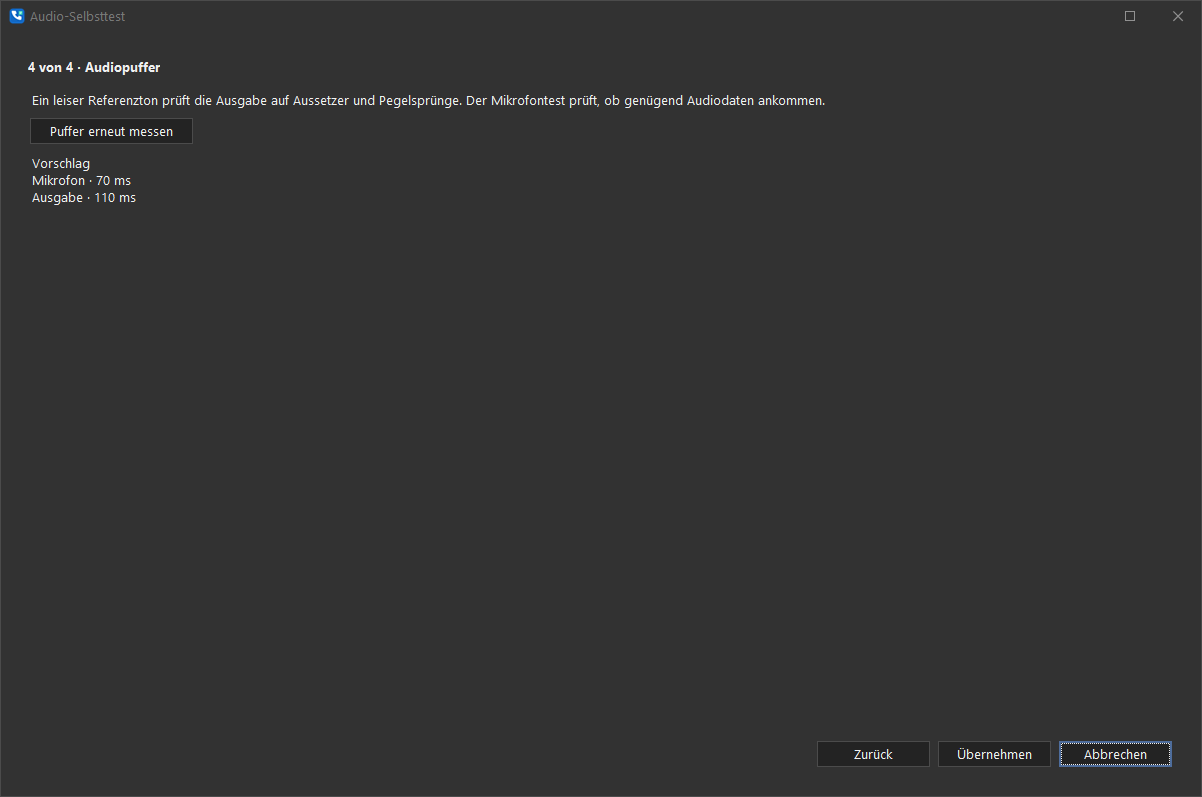 Audio-Selbsttest
4 von 4 · Audiopuffer
Ein leiser Referenzton prüft die Ausgabe auf Aussetzer und Pegelsprünge. Der Mikrofontest prüft, ob genügend Audiodaten ankommen.
Puffer erneut messen
Vorschlag
Mikrofon · 70 ms
Ausgabe · 110 ms
Zurück
Übernehmen
Abbrechen